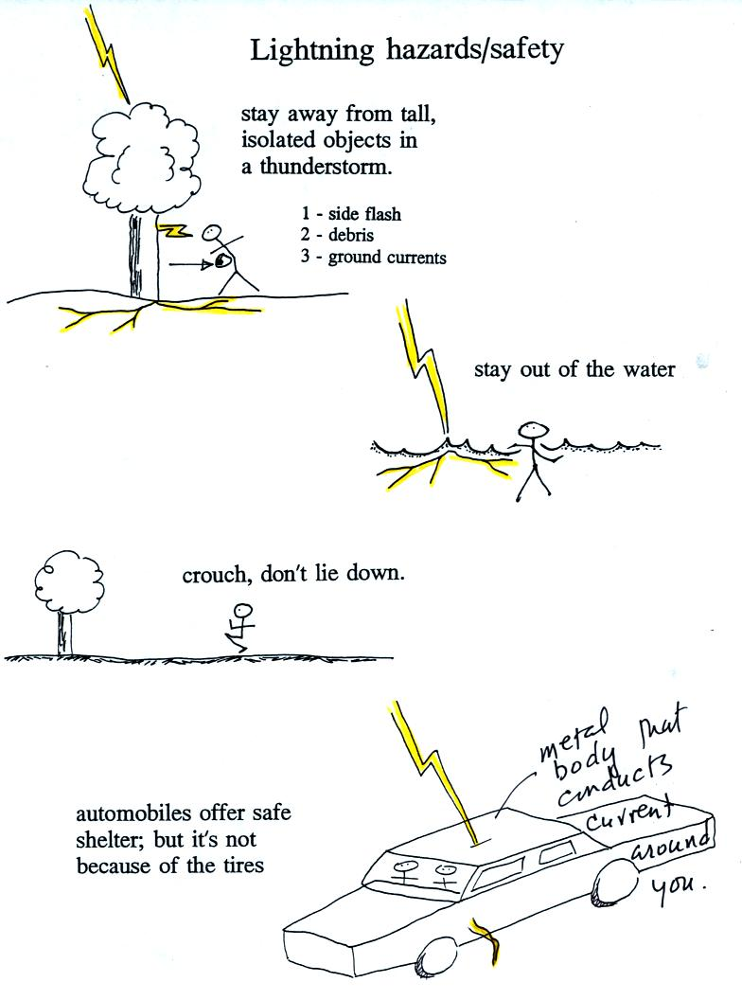 Lightning hazards/safety
stay away from tall,
isolated objects in
a thunderstorm.
1 - side flash
2 - debris
3 - ground currents
stay out of the water
crouch, don't lie down.
metal
body that
conducts
current
around
you.
automobiles offer safe
shelter; but it's not
because of the tires